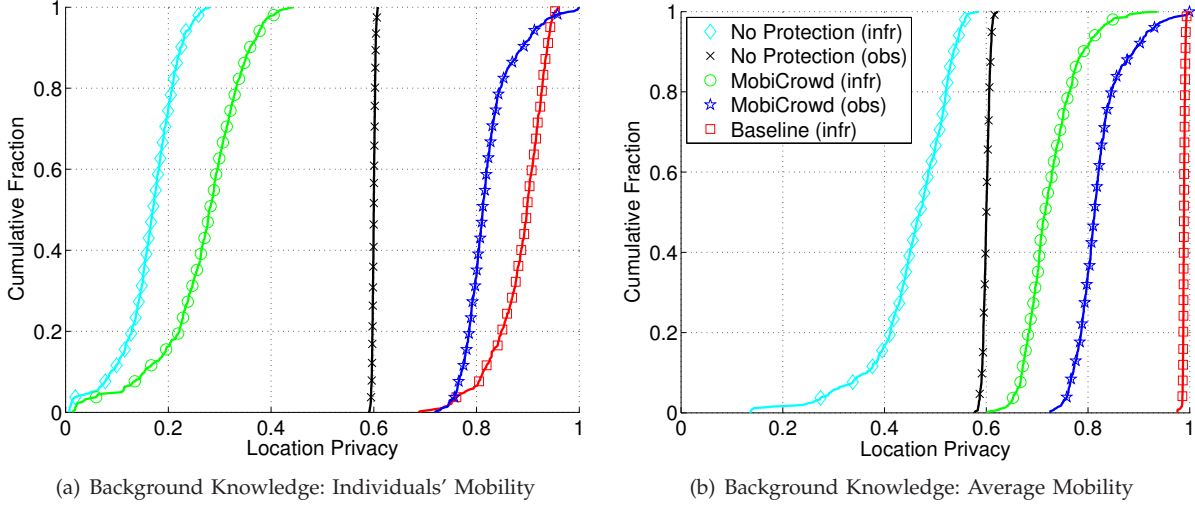 1
0.8
0.6
0.4
0.2
0
Cumulative Fraction
0 0.2 0.4 0.6 0.8 1
Location Privacy
(a) Background Knowledge: Individuals' Mobility
1
0.8
0.6
0.4
0.2
0
Cumulative Fraction
No Protection (infr)
No Protection (obs)
MobiCrowd (infr)
MobiCrowd (obs)
Baseline (infr)
0 0.2 0.4 0.6 0.8 1
Location Privacy
(b) Background Knowledge: Average Mobility